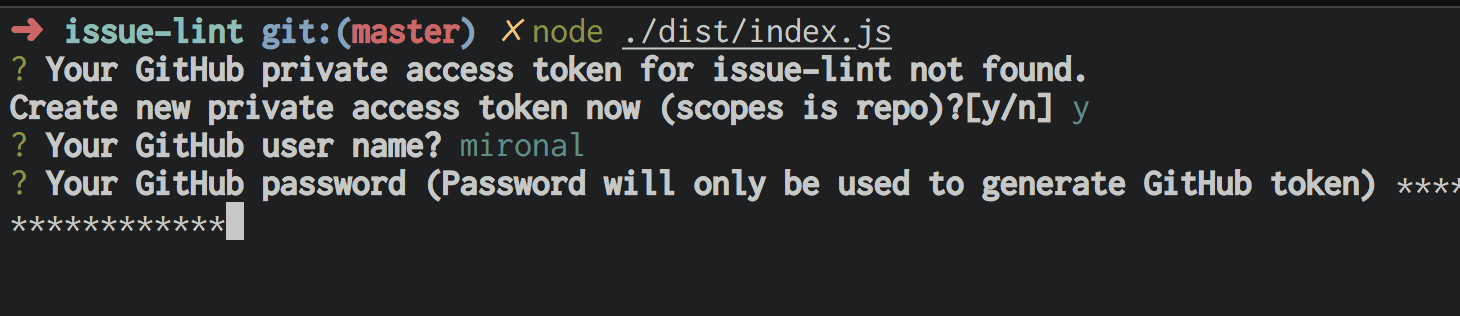 ➜ issue-lint git:(master) ✗ node ./dist/index.js
? Your GitHub private access token for issue-lint not found.
Create new private access token now (scopes is repo)?[y/n] y
? Your GitHub user name? mironal
? Your GitHub password (Password will only be used to generate GitHub token) ****
************